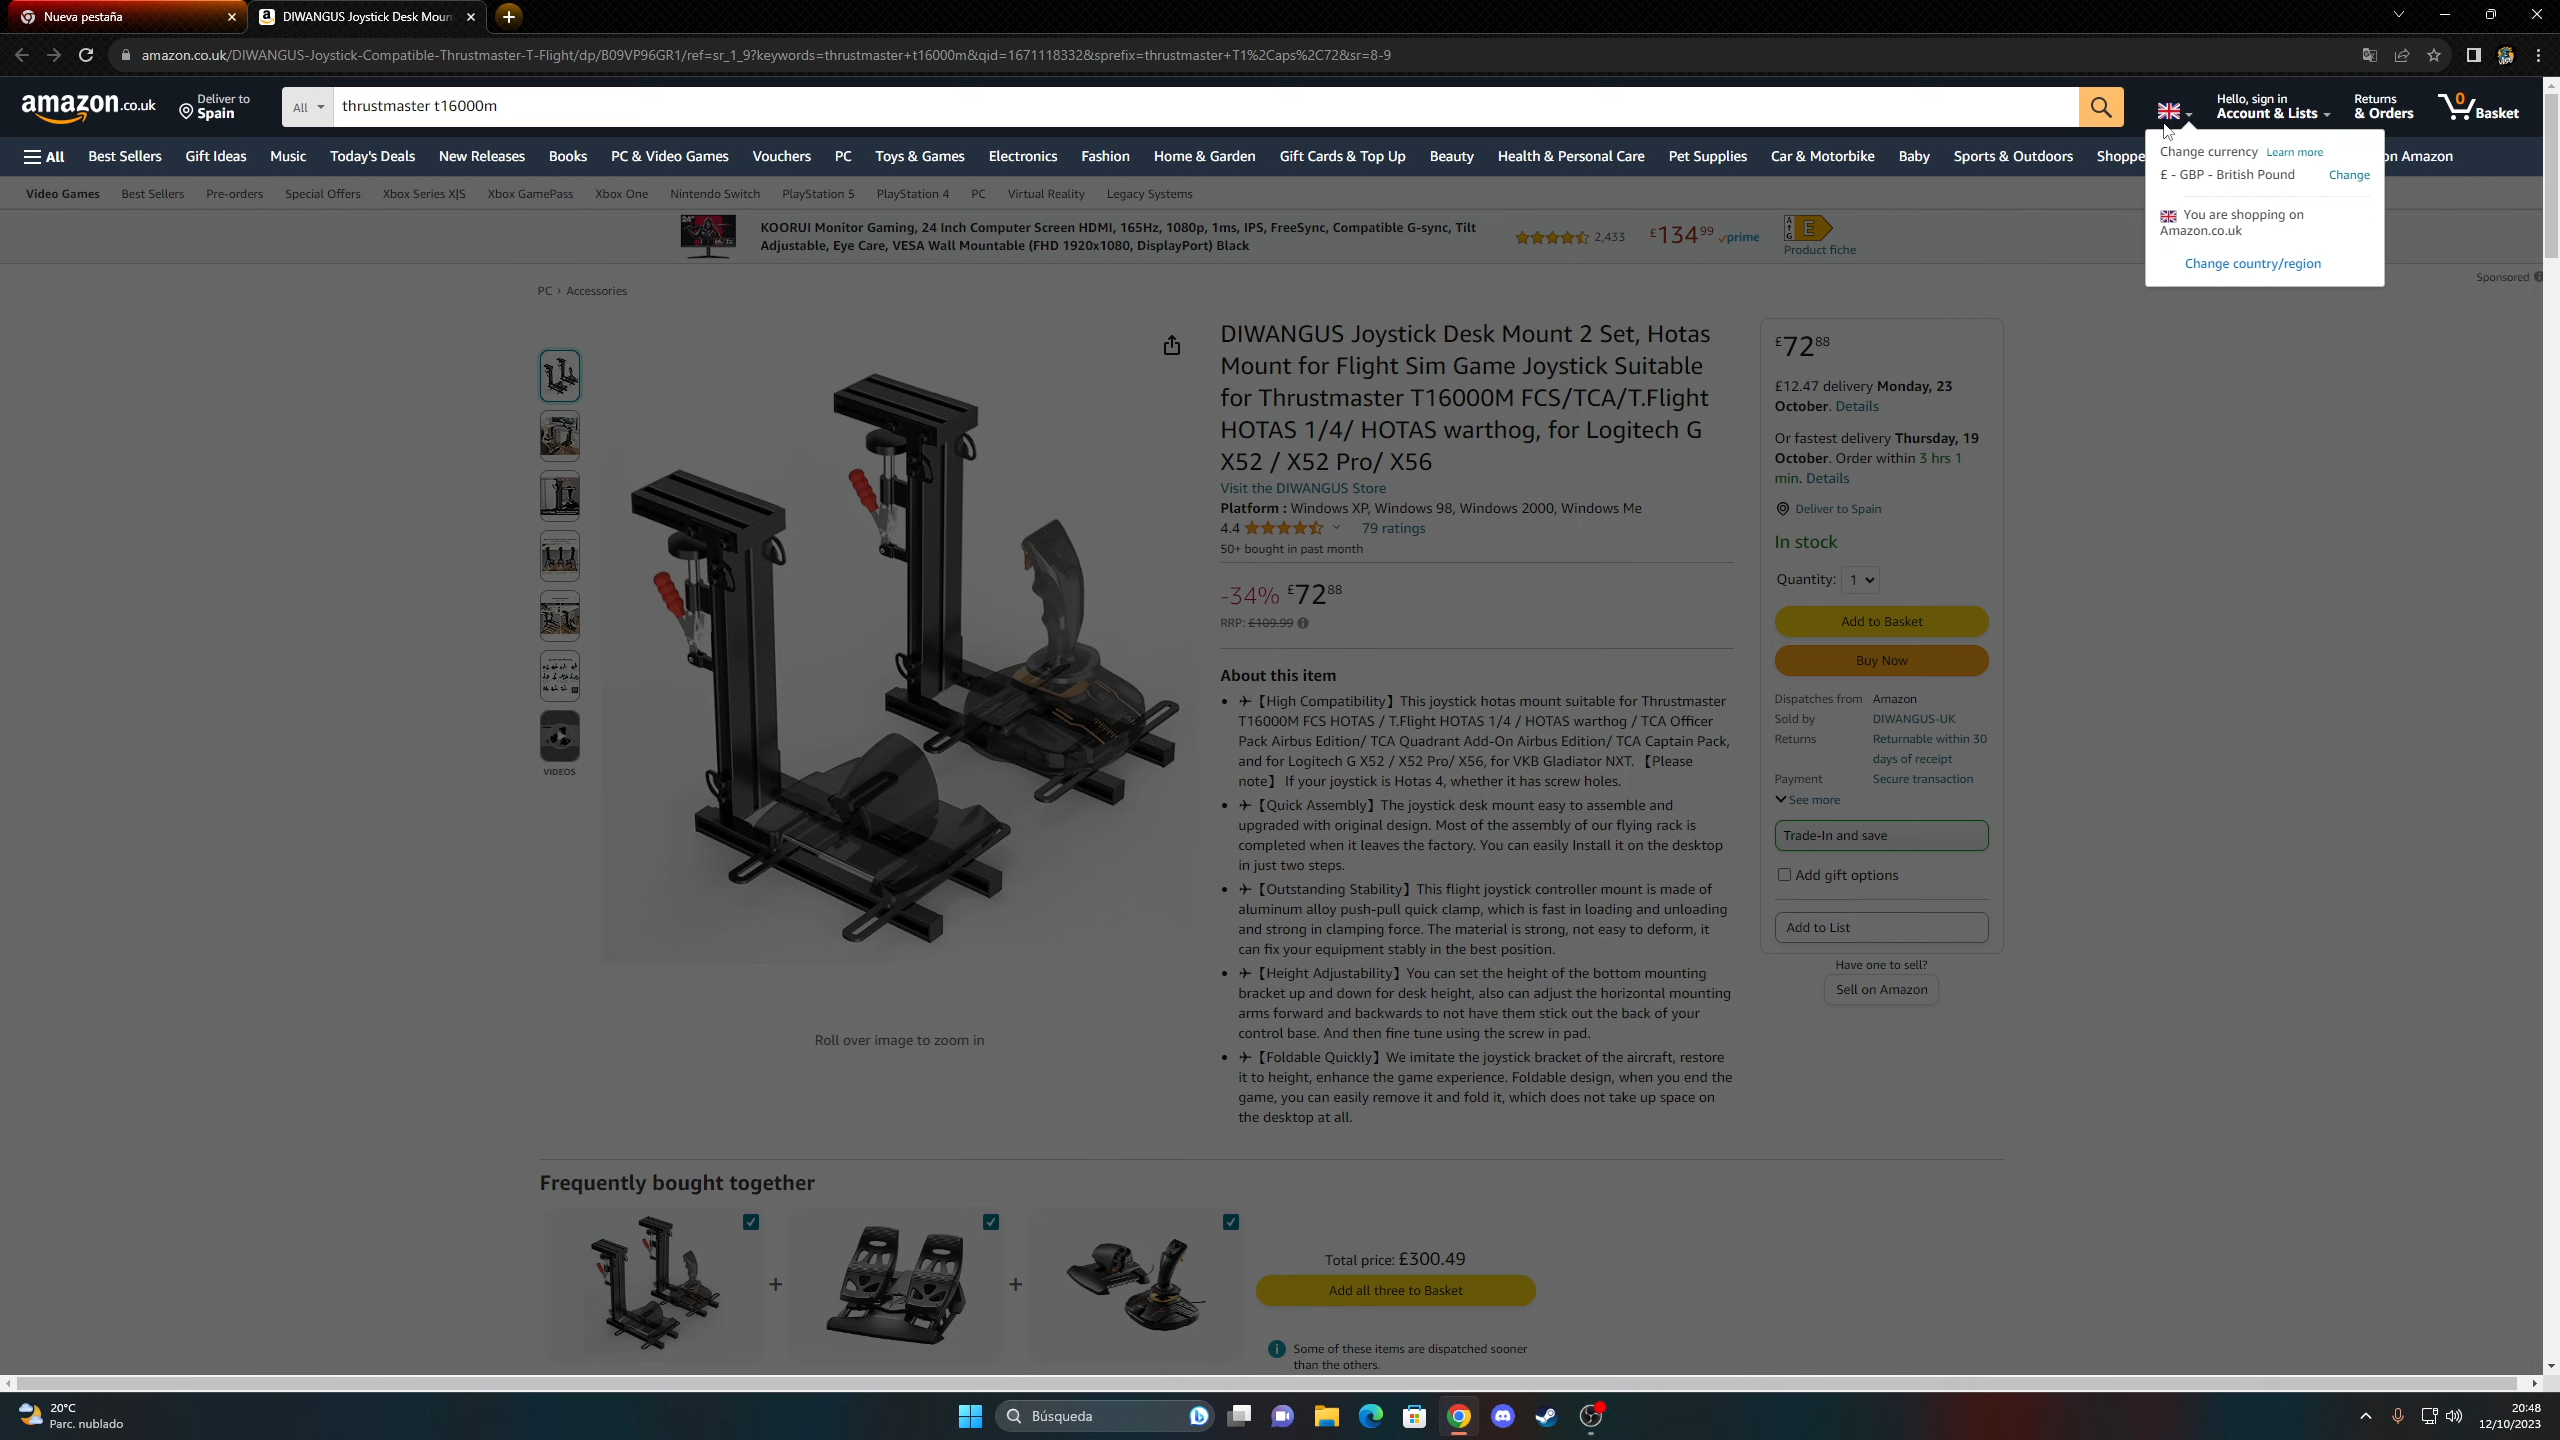 Nueva pestaña
DIWANGUS Joystick Desk Moun
amazon.co.uk/DIWANGUS-Joystick-Compatible-Thrustmaster-T-Flight/dp/B09VP96GR1/ref=sr_1_9?keywords=thrustmaster+t16000m&qid=1671118332&sprefix=thrustmaster+T1%2Caps%2C72&sr=8-9
amazon.co.uk
Deliver to
Spain
All
thrustmaster t16000m
Hello, sign in
Account & Lists
Returns
& Orders
0
Basket
All Best Sellers Gift Ideas Music Today's Deals New Releases Books PC & Video Games Vouchers PC Toys & Games Electronics Fashion Home & Garden Gift Cards & Top Up Beauty Health & Personal Care Pet Supplies Car & Motorbike Baby Sports & Outdoors Shoppe on Amazon
Change currency Learn more
£ - GBP - British Pound Change
You are shopping on
Amazon.co.uk
Change country/region
Video Games Best Sellers Pre-orders Special Offers Xbox Series X|S Xbox GamePass Xbox One Nintendo Switch PlayStation 5 PlayStation 4 PC Virtual Reality Legacy Systems
24"
KOORUI Monitor Gaming, 24 Inch Computer Screen HDMI, 165Hz, 1080p, 1ms, IPS, FreeSync, Compatible G-sync, Tilt
Adjustable, Eye Care, VESA Wall Mountable (FHD 1920x1080, DisplayPort) Black
2,433
£134.99 prime
E
Product fiche
Sponsored
PC › Accessories
VIDEOS
Roll over image to zoom in
DIWANGUS Joystick Desk Mount 2 Set, Hotas
Mount for Flight Sim Game Joystick Suitable
for Thrustmaster T16000M FCS/TCA/T.Flight
HOTAS 1/4/ HOTAS warthog, for Logitech G
X52 / X52 Pro/ X56
Visit the DIWANGUS Store
Platform : Windows XP, Windows 98, Windows 2000, Windows Me
4.4 79 ratings
50+ bought in past month
-34% £72 88
RRP: £109.99
About this item
• ✈【High Compatibility】This joystick hotas mount suitable for Thrustmaster
T16000M FCS HOTAS / T.Flight HOTAS 1/4 / HOTAS warthog / TCA Officer
Pack Airbus Edition/ TCA Quadrant Add-On Airbus Edition/ TCA Captain Pack,
and for Logitech G X52 / X52 Pro/ X56, for VKB Gladiator NXT.【Please
note】If your joystick is Hotas 4, whether it has screw holes.
• ✈【Quick Assembly】The joystick desk mount easy to assemble and
upgraded with original design. Most of the assembly of our flying rack is
completed when it leaves the factory. You can easily Install it on the desktop
in just two steps.
• ✈【Outstanding Stability】This flight joystick controller mount is made of
aluminum alloy push-pull quick clamp, which is fast in loading and unloading
and strong in clamping force. The material is strong, not easy to deform, it
can fix your equipment stably in the best position.
• ✈【Height Adjustability】You can set the height of the bottom mounting
bracket up and down for desk height, also can adjust the horizontal mounting
arms forward and backwards to not have them stick out the back of your
control base. And then fine tune using the screw in pad.
• ✈【Foldable Quickly】We imitate the joystick bracket of the aircraft, restore
it to height, enhance the game experience. Foldable design, when you end the
game, you can easily remove it and fold it, which does not take up space on
the desktop at all.
£72 88
£12.47 delivery Monday, 23
October. Details
Or fastest delivery Thursday, 19
October. Order within 3 hrs 1
min. Details
Deliver to Spain
In stock
Quantity: 1
Add to Basket
Buy Now
Dispatches from Amazon
Sold by DIWANGUS-UK
Returns Returnable within 30
days of receipt
Payment Secure transaction
See more
Trade-In and save
Add gift options
Add to List
Have one to sell?
Sell on Amazon
Frequently bought together
+
+
Total price: £300.49
Add all three to Basket
Some of these items are dispatched sooner
than the others.
20°C
Parc. nublado
Búsqueda
20:48
12/10/2023